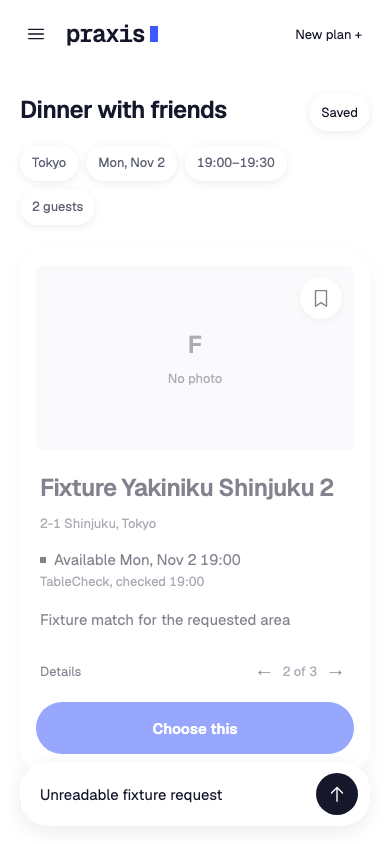 praxis
New plan +
Dinner with friends
Saved
Tokyo
Mon, Nov 2
19:00–19:30
2 guests
F
No photo
Fixture Yakiniku Shinjuku 2
2-1 Shinjuku, Tokyo
Available Mon, Nov 2 19:00
TableCheck, checked 19:00
Fixture match for the requested area
Details
← 2 of 3 →
Choose this
Unreadable fixture request